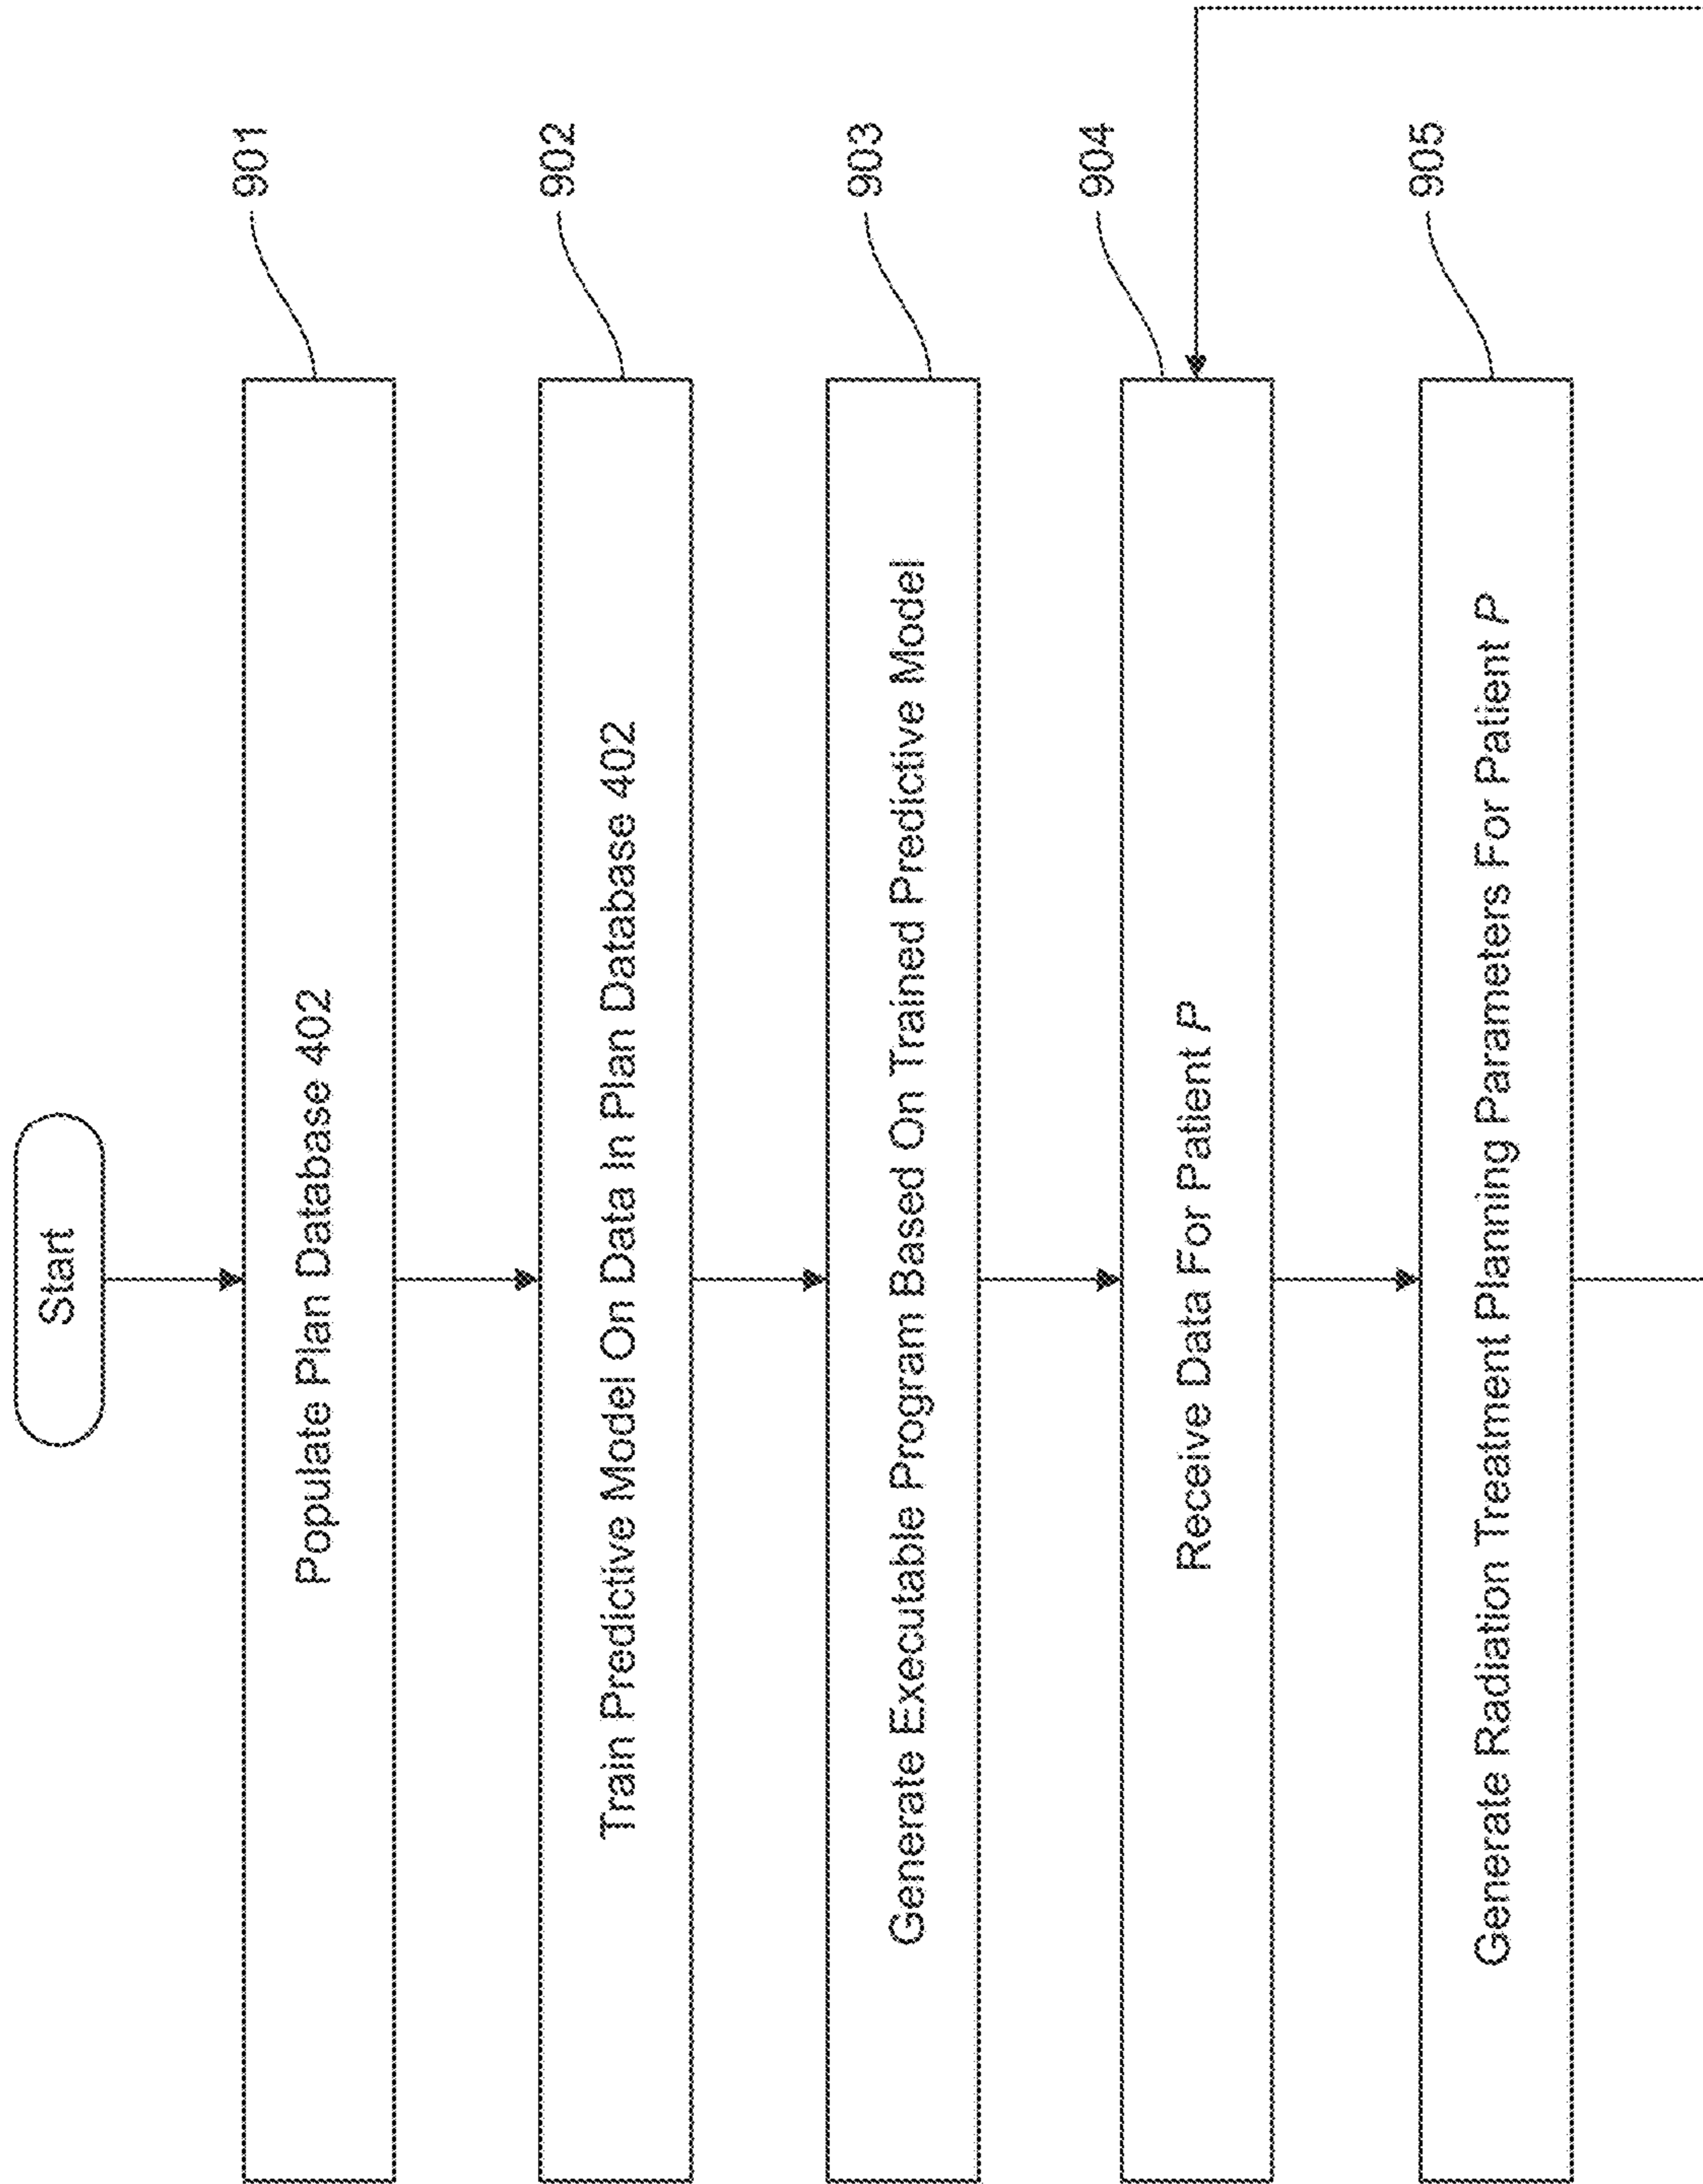 Start
Populate Plan Database 402
901
Train Predictive Model On Data In Plan Database 402
902
Generate Executable Program Based On Trained Predictive Model
903
Receive Data For Patient P
904
Generate Radiation Treatment Planning Parameters For Patient P
905